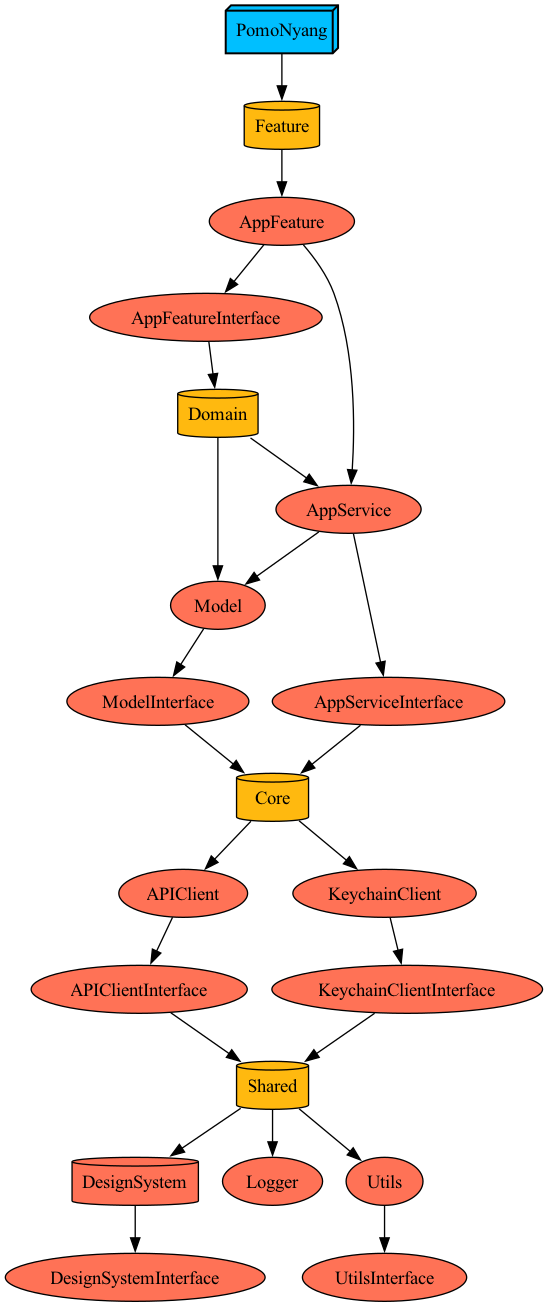 PomoNyang
Feature
AppFeature
AppFeatureInterface
Domain
AppService
Model
ModelInterface
AppServiceInterface
Core
APIClient
KeychainClient
APIClientInterface
KeychainClientInterface
Shared
DesignSystem
Logger
Utils
DesignSystemInterface
UtilsInterface